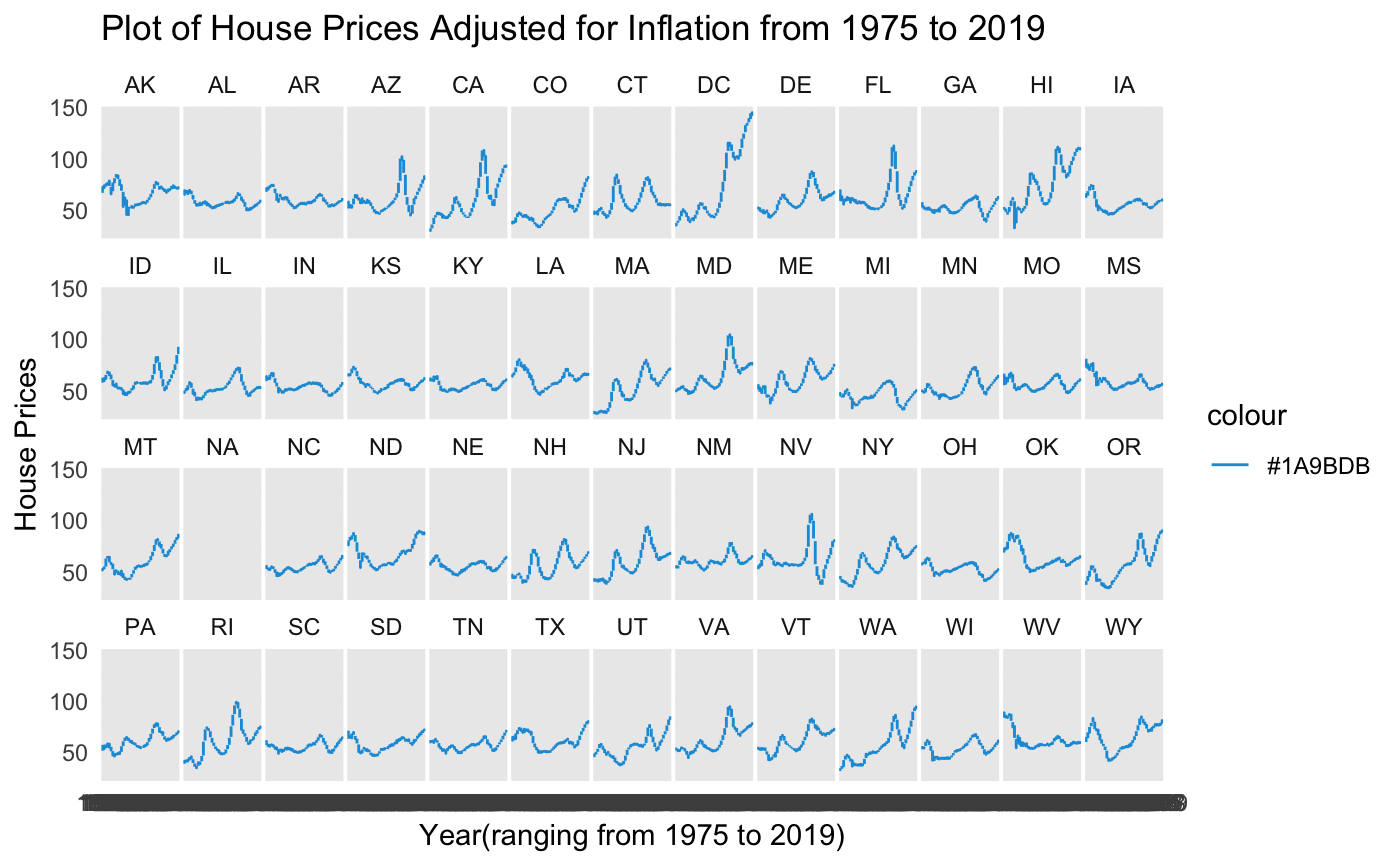 Plot of House Prices Adjusted for Inflation from 1975 to 2019
AK AL AR AZ CA CO CT DC DE FL GA HI IA
150
100
50
ID IL IN KS KY LA MA MD ME MI MN MO MS
150
100
50
MT NA NC ND NE NH NJ NM NV NY OH OK OR
150
100
50
PA RI SC SD TN TX UT VA VT WA WI WV WY
150
100
50
House Prices
Year(ranging from 1975 to 2019)
colour
#1A9BDB